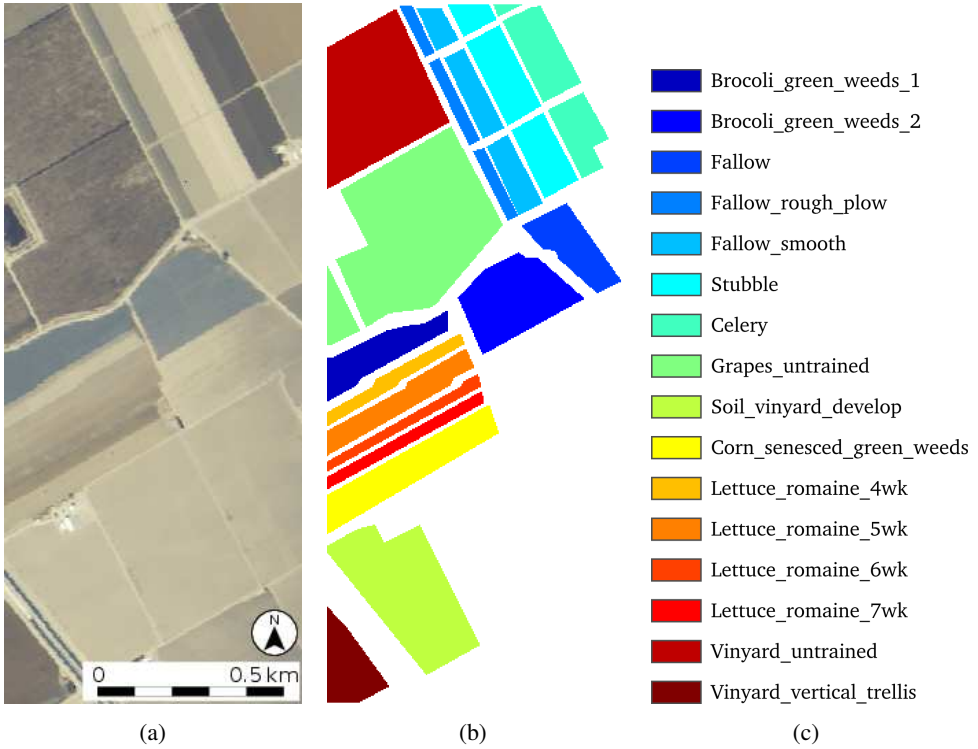 Brocoli_green_weeds_1
Brocoli_green_weeds_2
Fallow
Fallow_rough_plow
Fallow_smooth
Stubble
Celery
Grapes_untrained
Soil_vinyard_develop
Corn_senesced_green_weeds
Lettuce_romaine_4wk
Lettuce_romaine_5wk
Lettuce_romaine_6wk
Lettuce_romaine_7wk
Vinyard_untrained
Vinyard_vertical_trellis
N
0 0.5 km
(a) (b) (c)